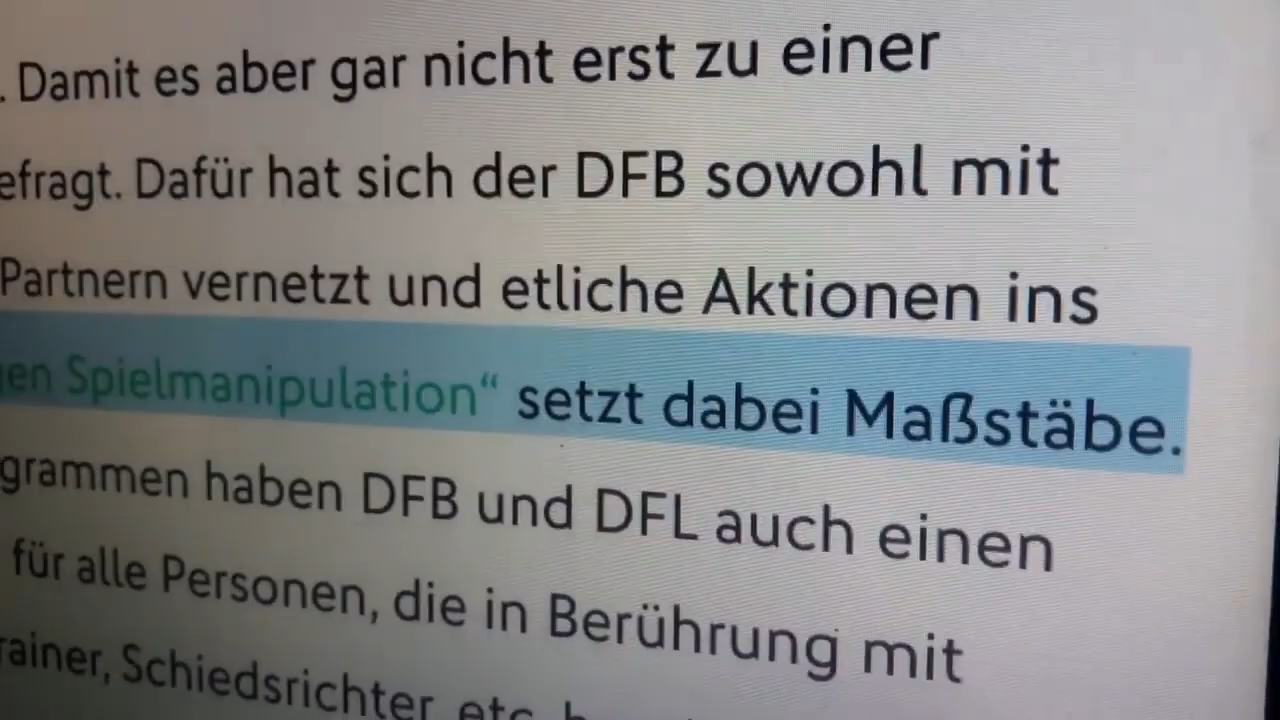 . Damit es aber gar nicht erst zu einer
efragt. Dafür hat sich der DFB sowohl mit
Partnern vernetzt und etliche Aktionen ins
en Spielmanipulation“ setzt dabei Maßstäbe.
grammen haben DFB und DFL auch einen
für alle Personen, die in Berührung mit
rainer, Schiedsrichter, etc.